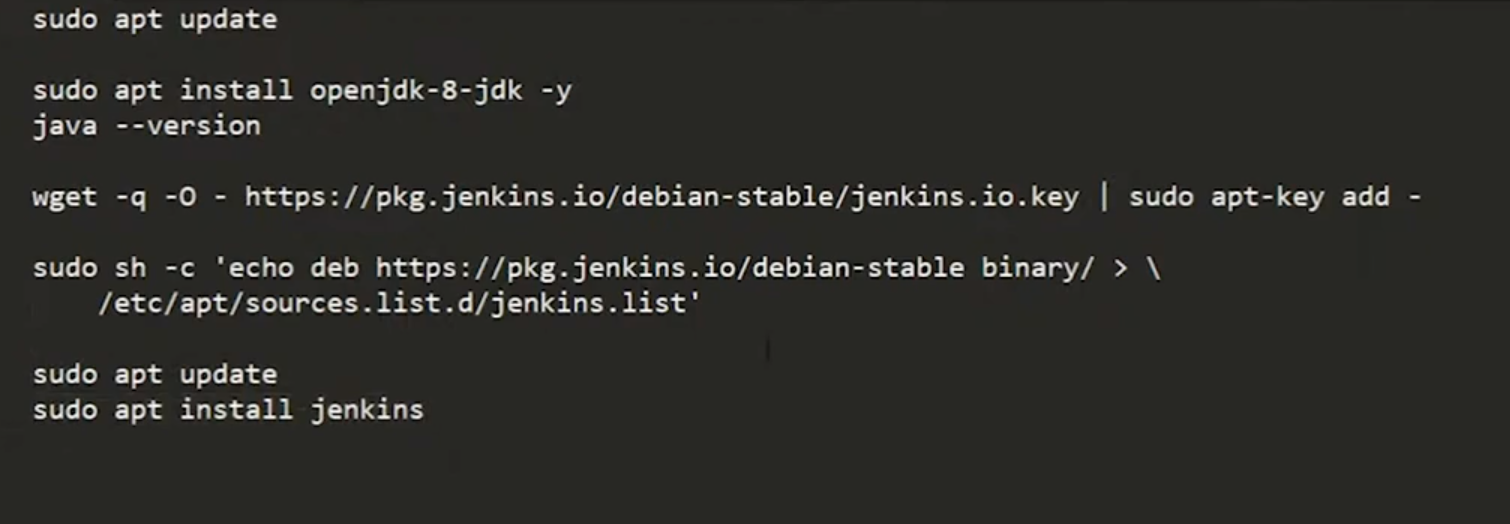 sudo apt update
sudo apt install openjdk-8-jdk -y
java --version
wget -q -O - https://pkg.jenkins.io/debian-stable/jenkins.io.key | sudo apt-key add -
sudo sh -c 'echo deb https://pkg.jenkins.io/debian-stable binary/ > \
    /etc/apt/sources.list.d/jenkins.list'
sudo apt update
sudo apt install jenkins